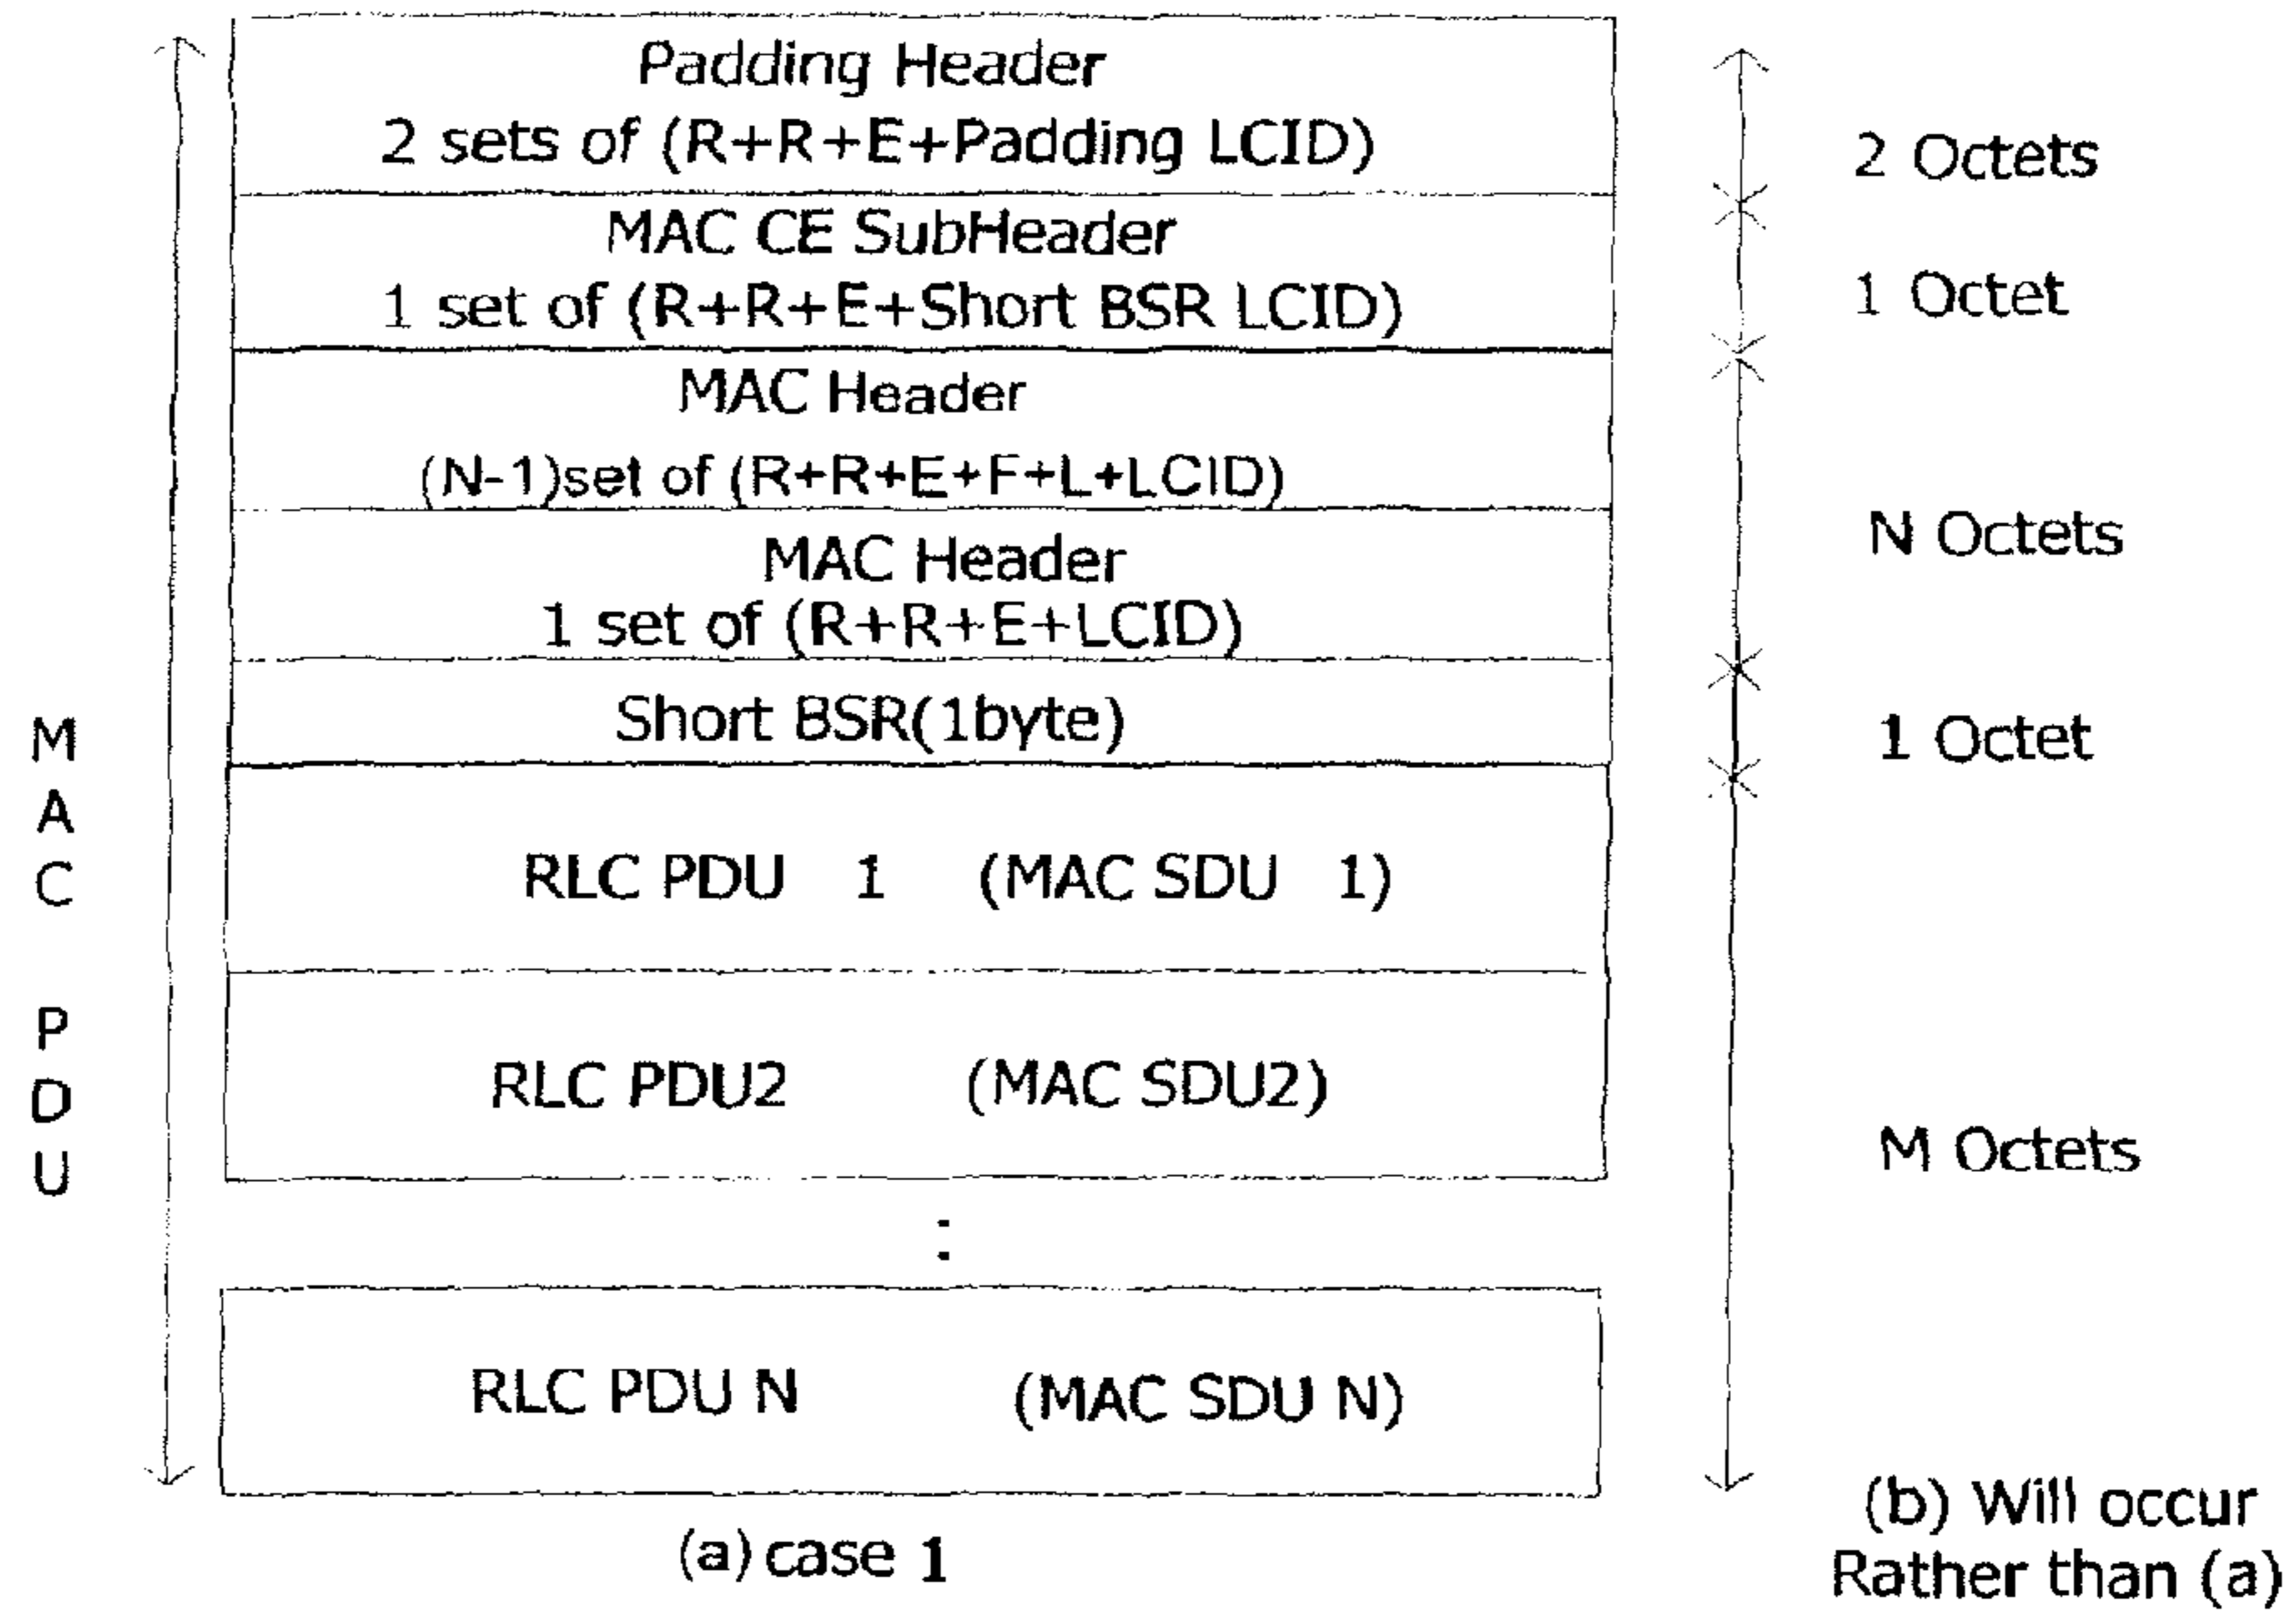 Padding Header
2 sets of (R+R+E+Padding LCID)
2 Octets
MAC CE SubHeader
1 set of (R+R+E+Short BSR LCID)
1 Octet
MAC Header
(N-1)set of (R+R+E+F+L+LCID)
N Octets
MAC Header
1 set of (R+R+E+LCID)
Short BSR(1byte)
1 Octet
MAC PDU
RLC PDU 1 (MAC SDU 1)
RLC PDU2 (MAC SDU2)
M Octets
:
RLC PDU N (MAC SDU N)
(a) case 1
(b) Will occur
Rather than (a)